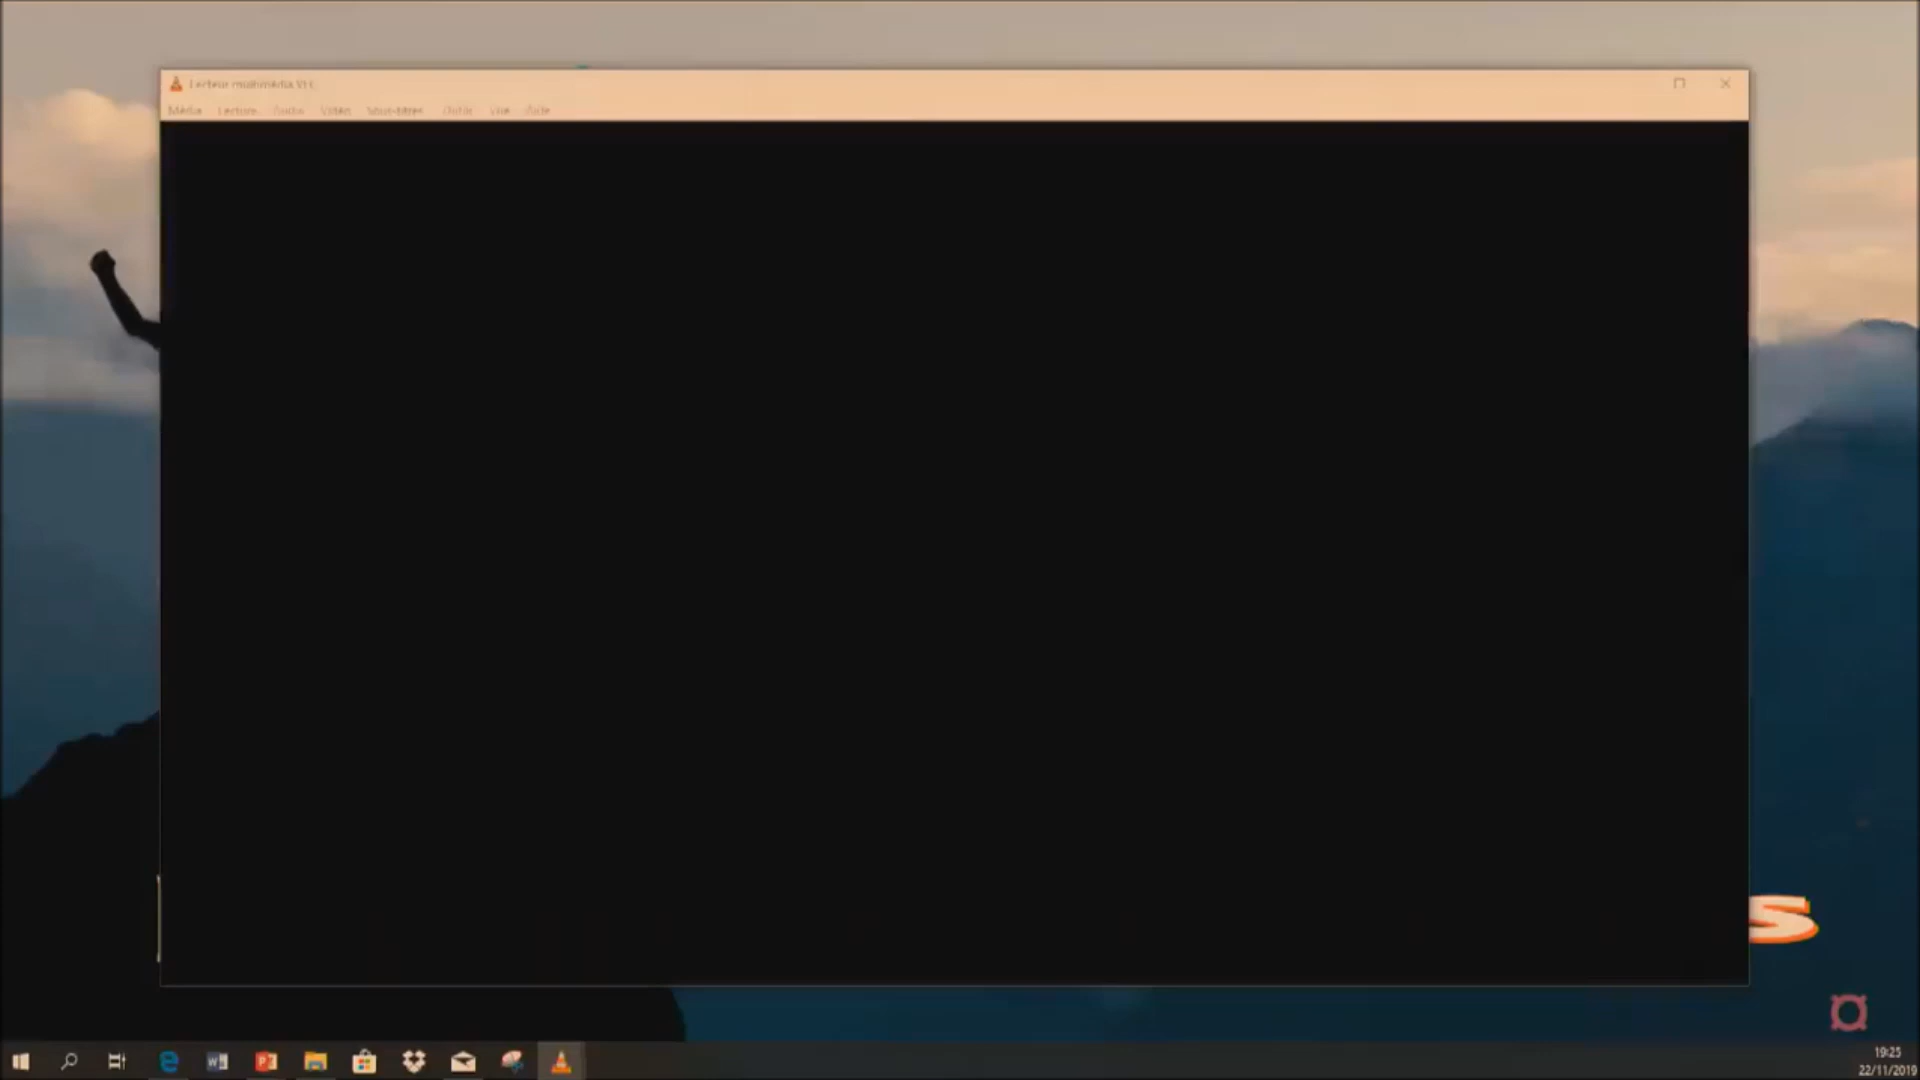 Lecteur multimédia VLC
Média Lecture Audio Vidéo Sous-titres Outils Vue Aide
S
19:25
22/11/2019